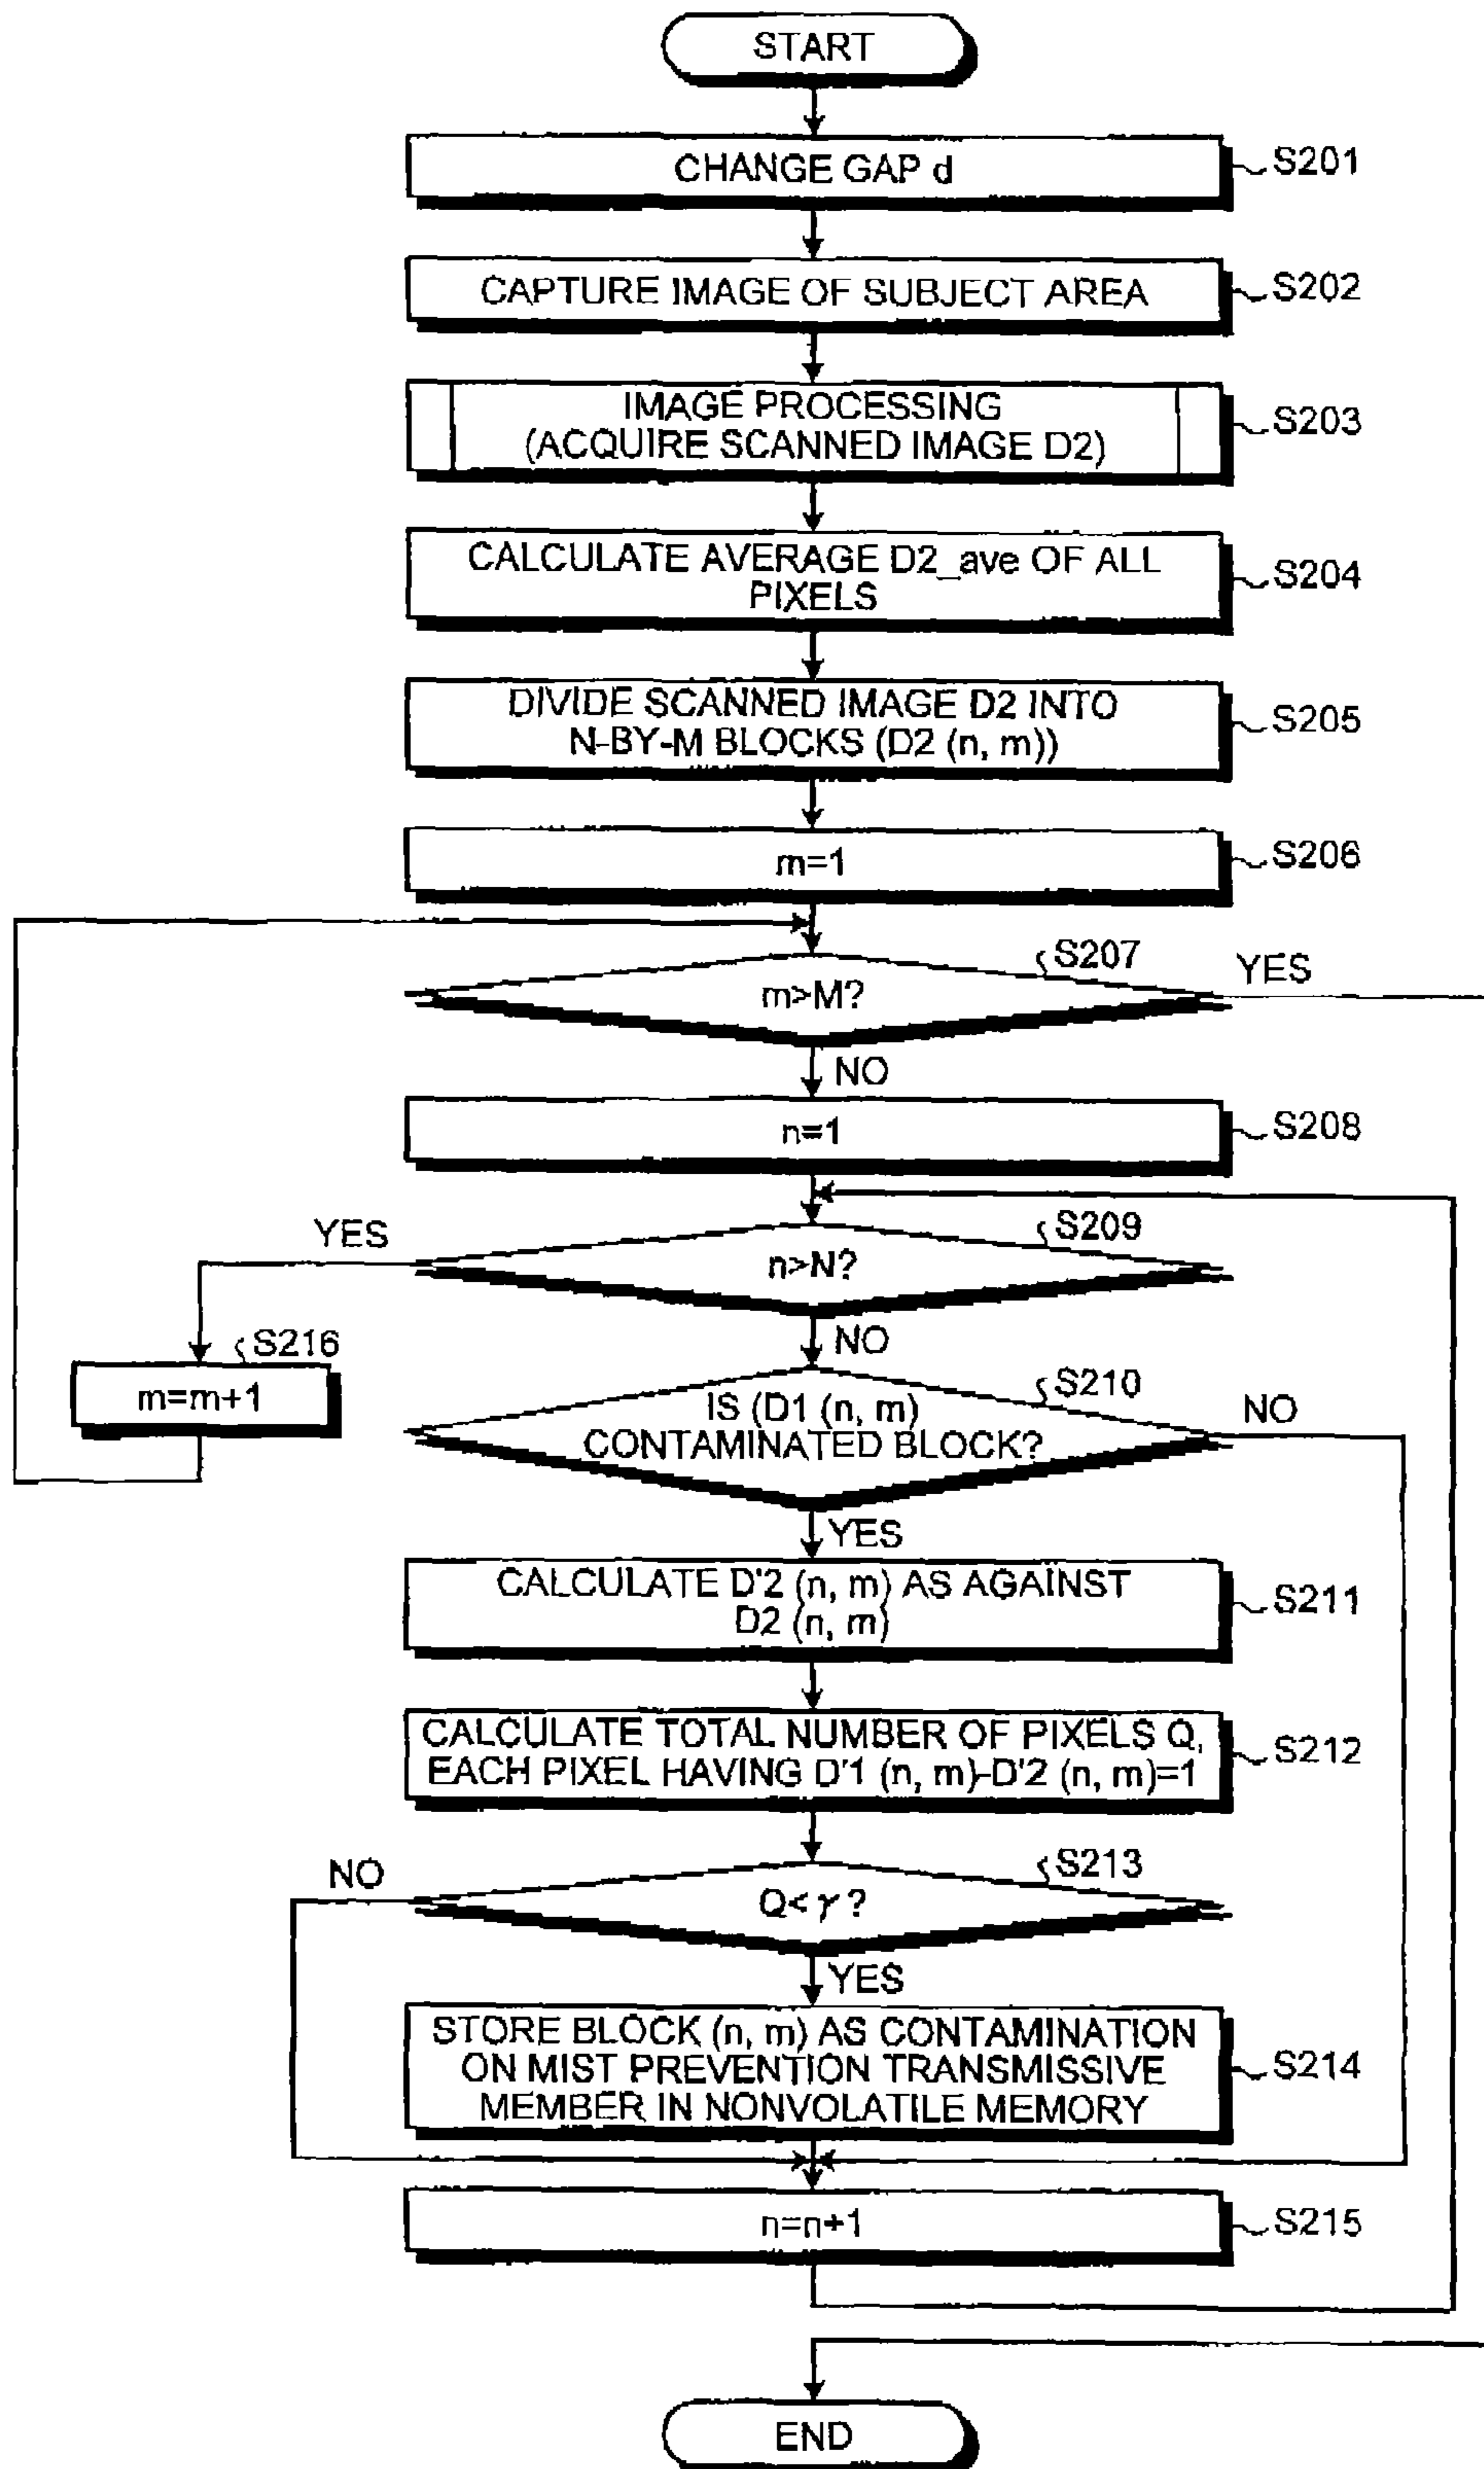 START
CHANGE GAP d
S201
CAPTURE IMAGE OF SUBJECT AREA
S202
IMAGE PROCESSING
(ACQUIRE SCANNED IMAGE D2)
S203
CALCULATE AVERAGE D2_ave OF ALL
PIXELS
S204
DIVIDE SCANNED IMAGE D2 INTO
N-BY-M BLOCKS (D2 (n, m))
S205
m=1
S206
S207
YES
m>M?
NO
n=1
S208
YES
S209
n>N?
NO
S216
m=m+1
S210
NO
IS (D1 (n, m)
CONTAMINATED BLOCK?
YES
CALCULATE D'2 (n, m) AS AGAINST
D2 (n, m)
S211
CALCULATE TOTAL NUMBER OF PIXELS Q,
EACH PIXEL HAVING D'1 (n, m)-D'2 (n, m)=1
S212
NO
S213
Q<γ?
YES
STORE BLOCK (n, m) AS CONTAMINATION
ON MIST PREVENTION TRANSMISSIVE
MEMBER IN NONVOLATILE MEMORY
S214
n=n+1
S215
END